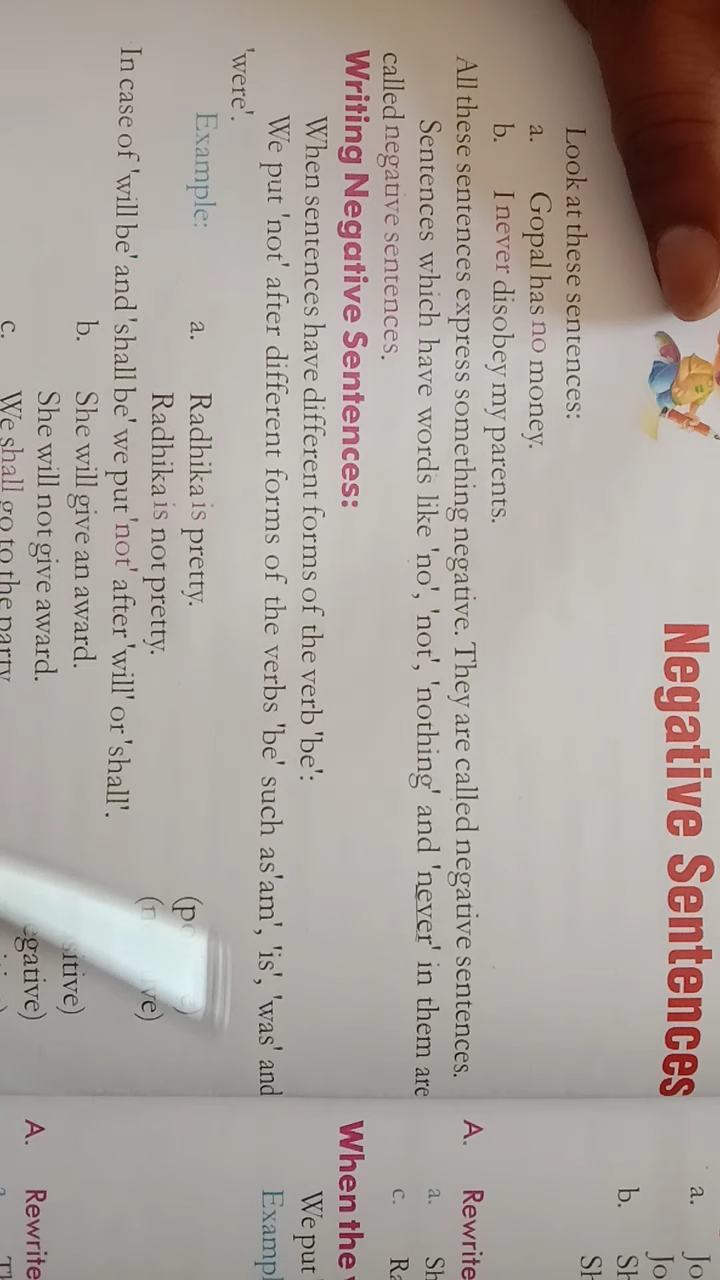 Negative Sentences
Look at these sentences:
a. Gopal has no money.
b. I never disobey my parents.
All these sentences express something negative. They are called negative sentences.
Sentences which have words like 'no', 'not', 'nothing' and 'never' in them are
called negative sentences.
Writing Negative Sentences:
When sentences have different forms of the verb 'be':
We put 'not' after different forms of the verbs 'be' such as'am', 'is', 'was' and
'were'.
Example: a. Radhika is pretty.
Radhika is not pretty.
In case of 'will be' and 'shall be' we put 'not' after 'will' or 'shall'.
b. She will give an award.
She will not give award.
c. We shall go to the party
a.
b.
A. Rewrite
a.
c.
When the
We put
A. Rewrite